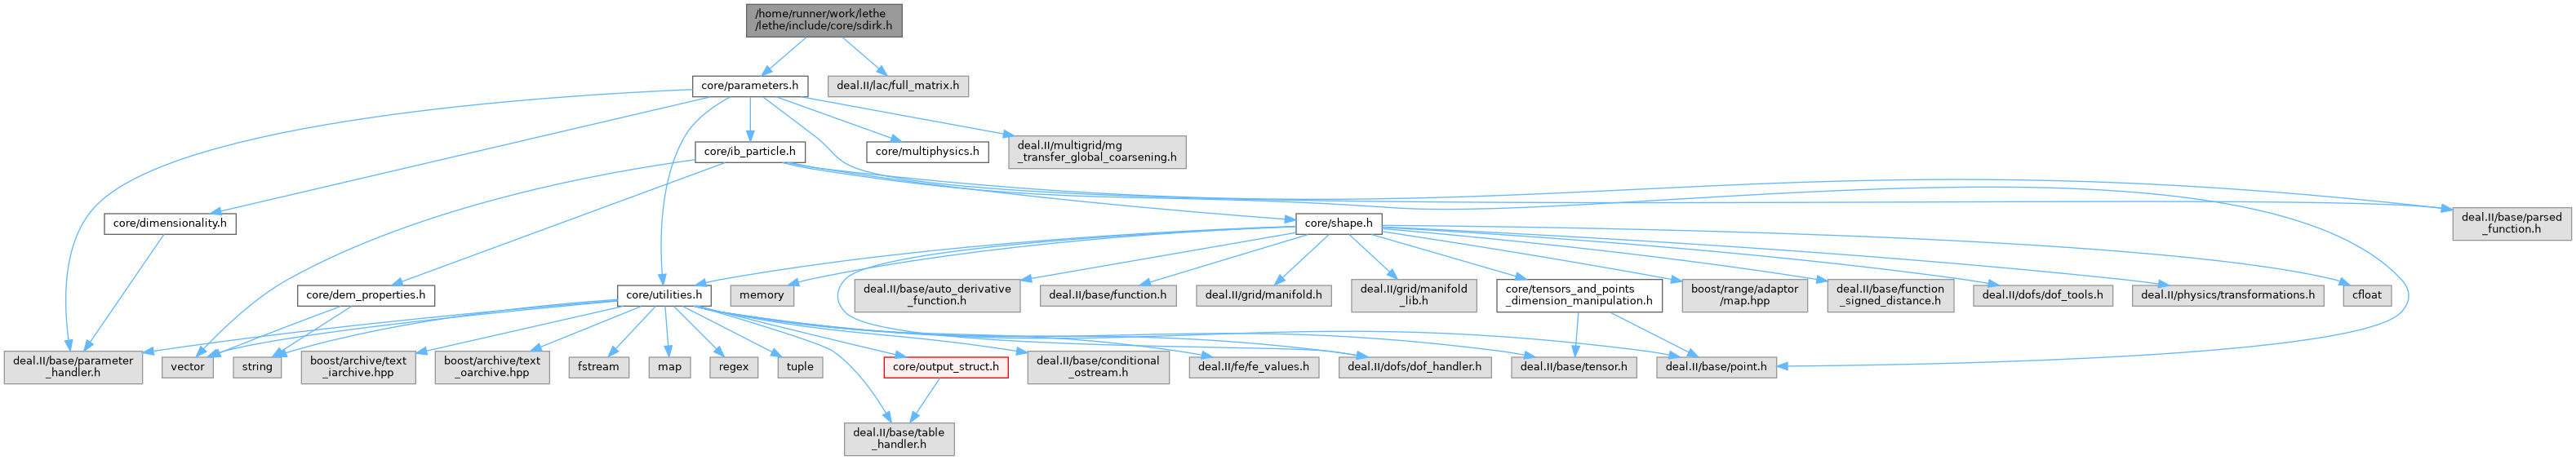 /home/runner/work/lethe
/lethe/include/core/sdirk.h
core/parameters.h
deal.II/lac/full_matrix.h
core/ib_particle.h
core/multiphysics.h
deal.II/multigrid/mg
_transfer_global_coarsening.h
core/dimensionality.h
core/shape.h
deal.II/base/parsed
_function.h
core/dem_properties.h
core/utilities.h
memory
deal.II/base/auto_derivative
_function.h
deal.II/base/function.h
deal.II/grid/manifold.h
deal.II/grid/manifold
_lib.h
core/tensors_and_points
_dimension_manipulation.h
boost/range/adaptor
/map.hpp
deal.II/base/function
_signed_distance.h
deal.II/dofs/dof_tools.h
deal.II/physics/transformations.h
cfloat
deal.II/base/parameter
_handler.h
vector
string
boost/archive/text
_iarchive.hpp
boost/archive/text
_oarchive.hpp
fstream
map
regex
tuple
core/output_struct.h
deal.II/base/conditional
_ostream.h
deal.II/fe/fe_values.h
deal.II/dofs/dof_handler.h
deal.II/base/tensor.h
deal.II/base/point.h
deal.II/base/table
_handler.h